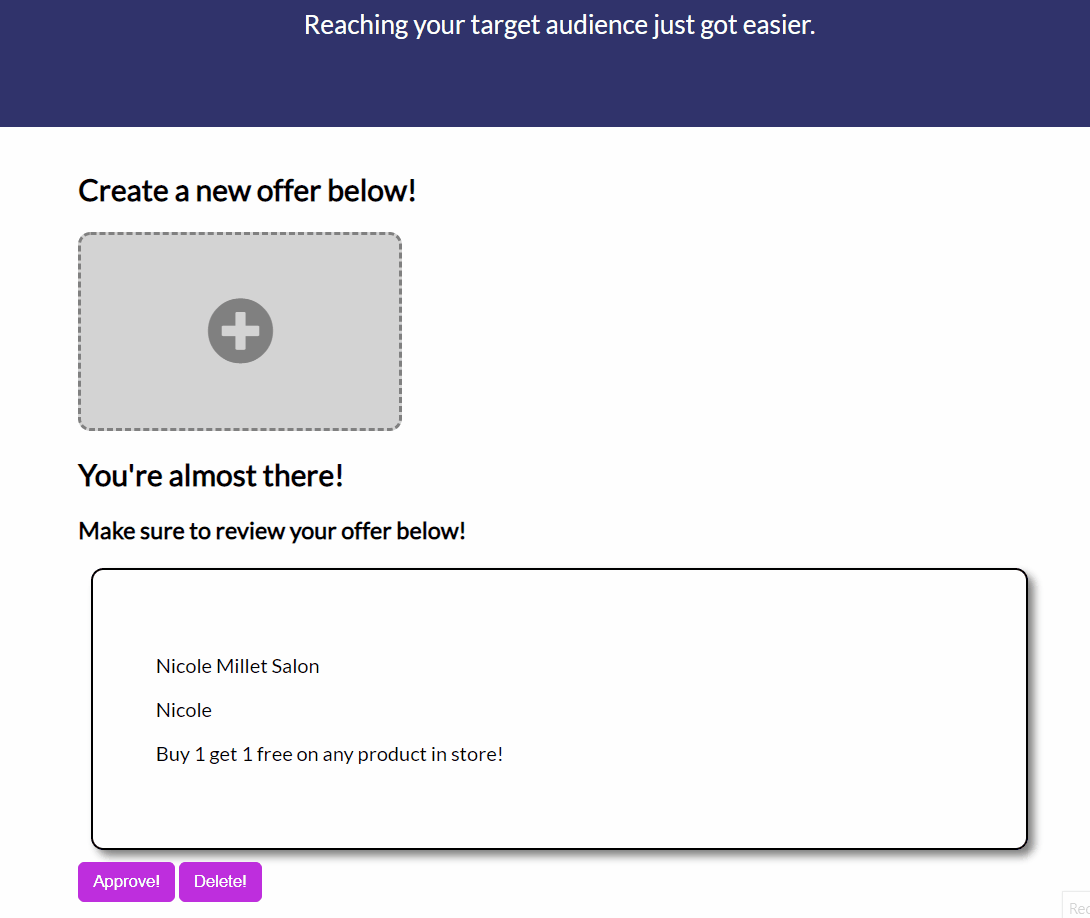 Reaching your target audience just got easier.
Create a new offer below!
You're almost there!
Make sure to review your offer below!
Nicole Millet Salon
Nicole
Buy 1 get 1 free on any product in store!
Approve! Delete!